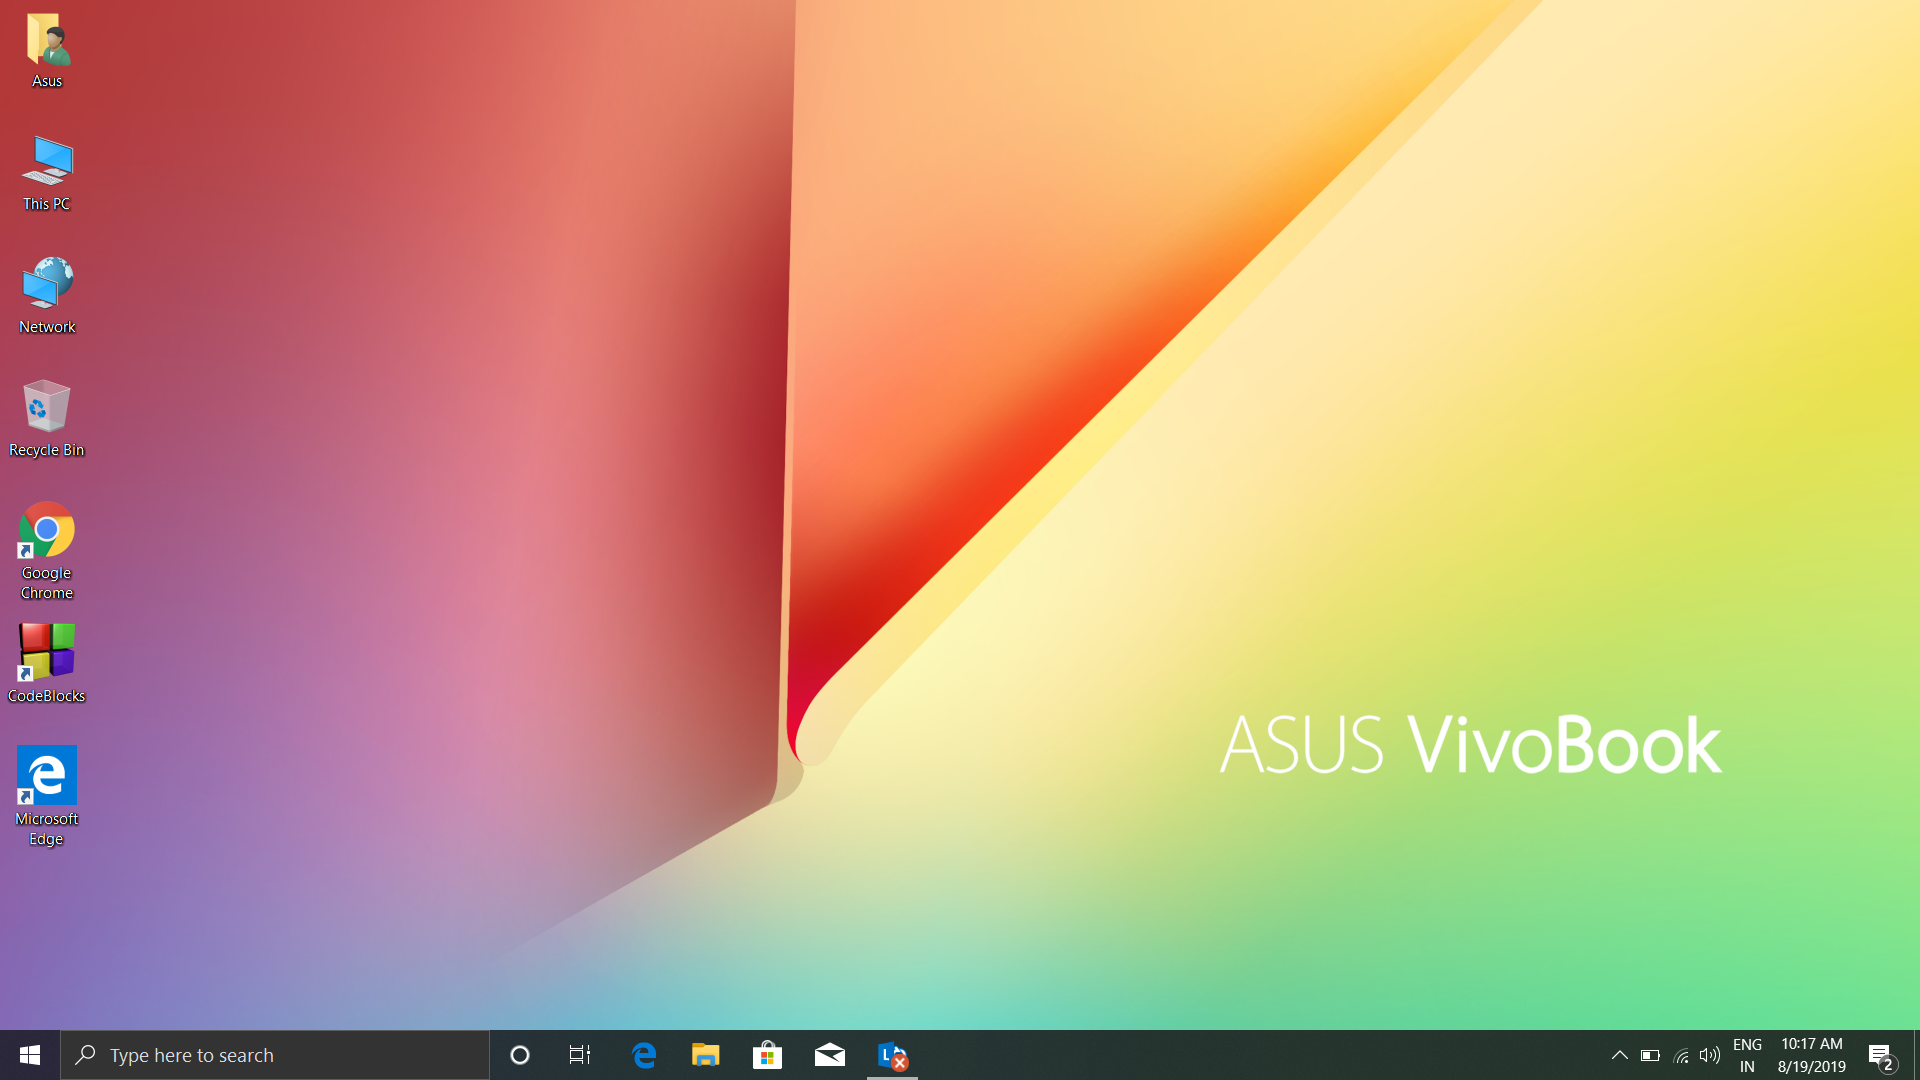 Asus
This PC
Network
Recycle Bin
Google
Chrome
CodeBlocks
Microsoft
Edge
ASUS VivoBook
Type here to search
ENG
IN
10:17 AM
8/19/2019
2